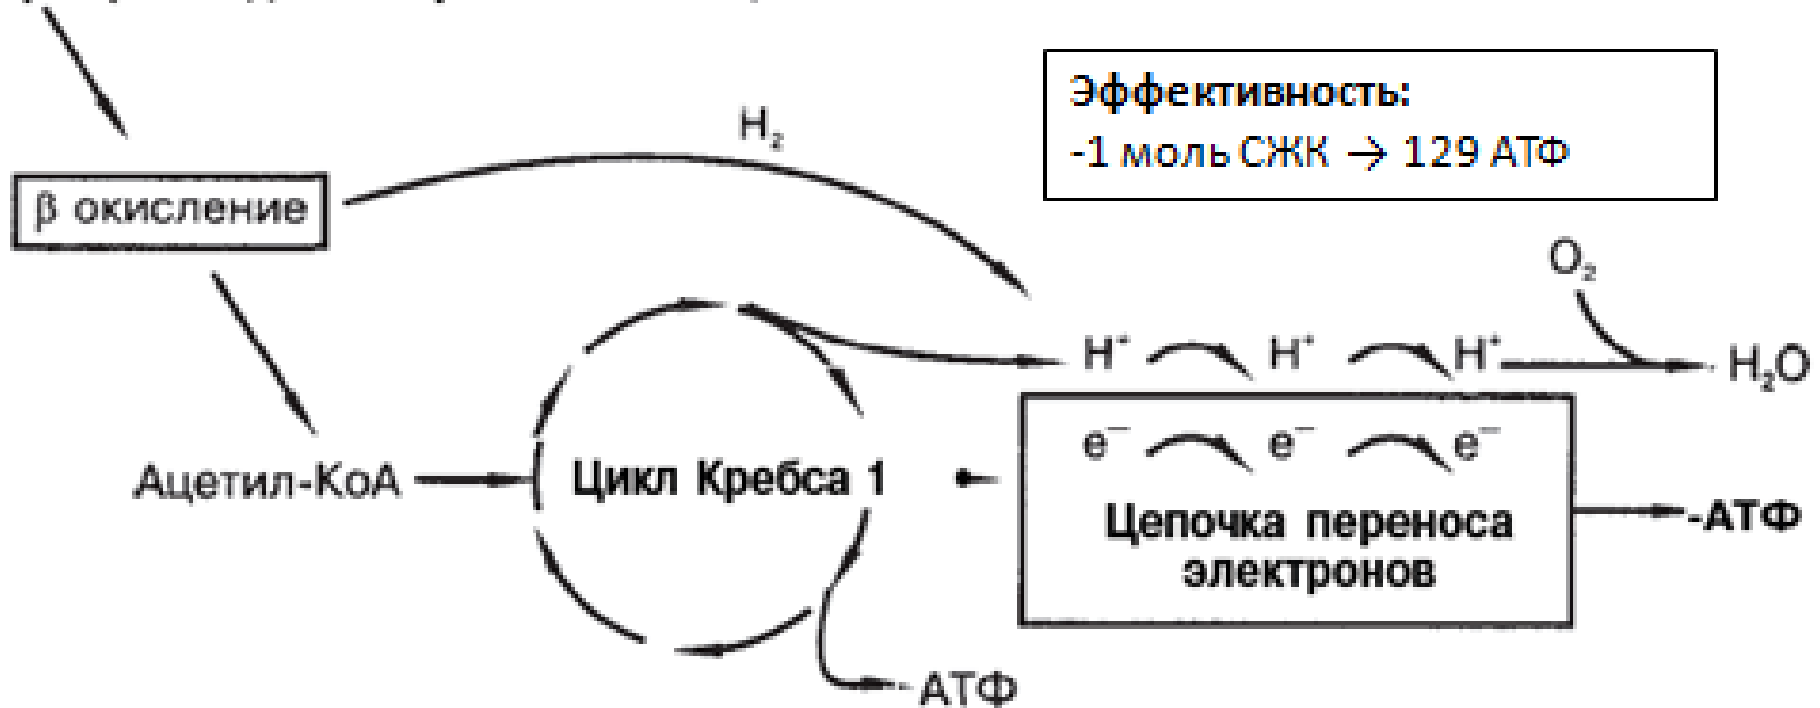 Эффективность:
-1 моль СЖК → 129 АТФ
H₂
β окисление
O₂
H⁺ H⁺ H⁺ H₂O
e⁻ e⁻ e⁻
Ацетил-КоА
Цикл Кребса 1
Цепочка переноса
электронов
-АТФ
-АТФ